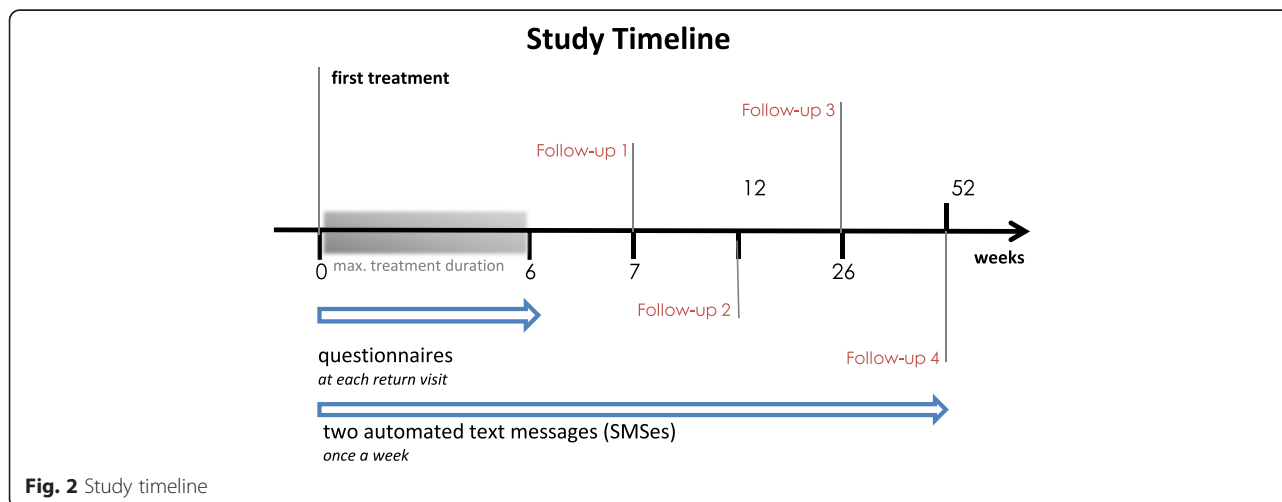 Study Timeline
first treatment
Follow-up 3
Follow-up 1
12
52
0
max. treatment duration
6
7
26
weeks
Follow-up 2
questionnaires
at each return visit
Follow-up 4
two automated text messages (SMSes)
once a week
Fig. 2 Study timeline